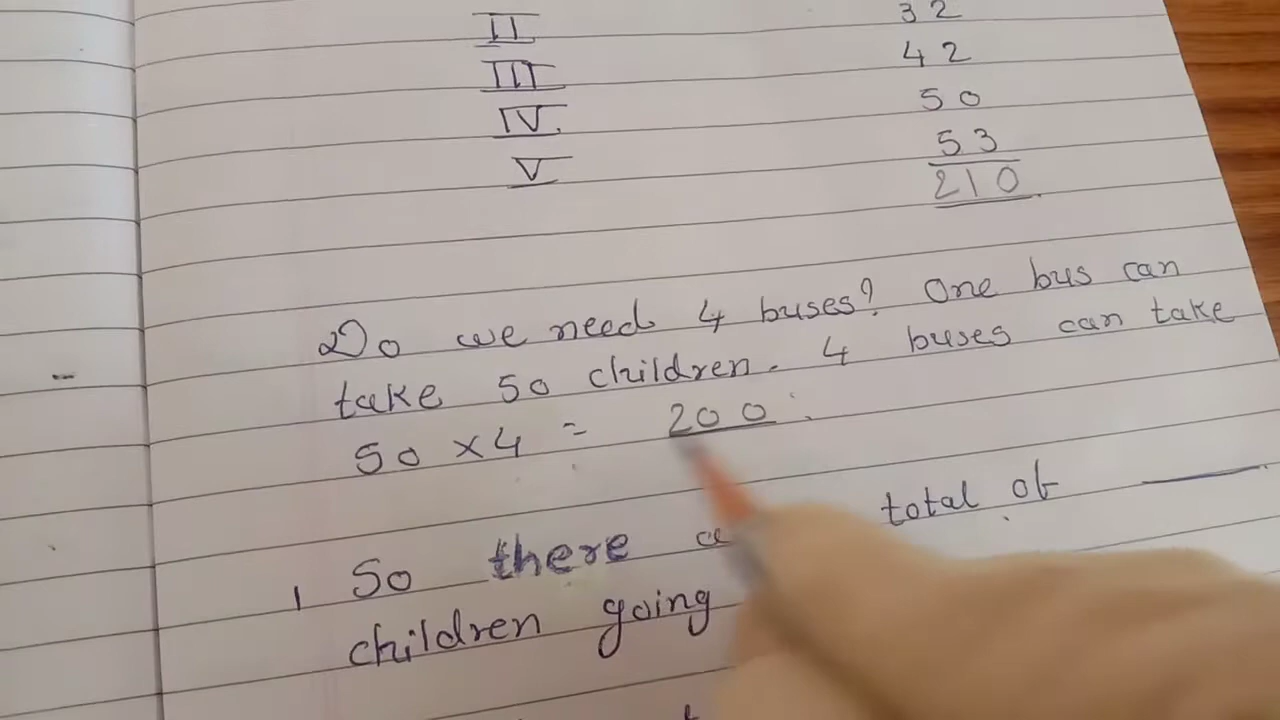 II 32
III 42
IV. 50
V 53
210.
Do we need 4 buses? One bus can
take 50 children. 4 buses can take
50 x 4 = 200.
1 So there total of
children going